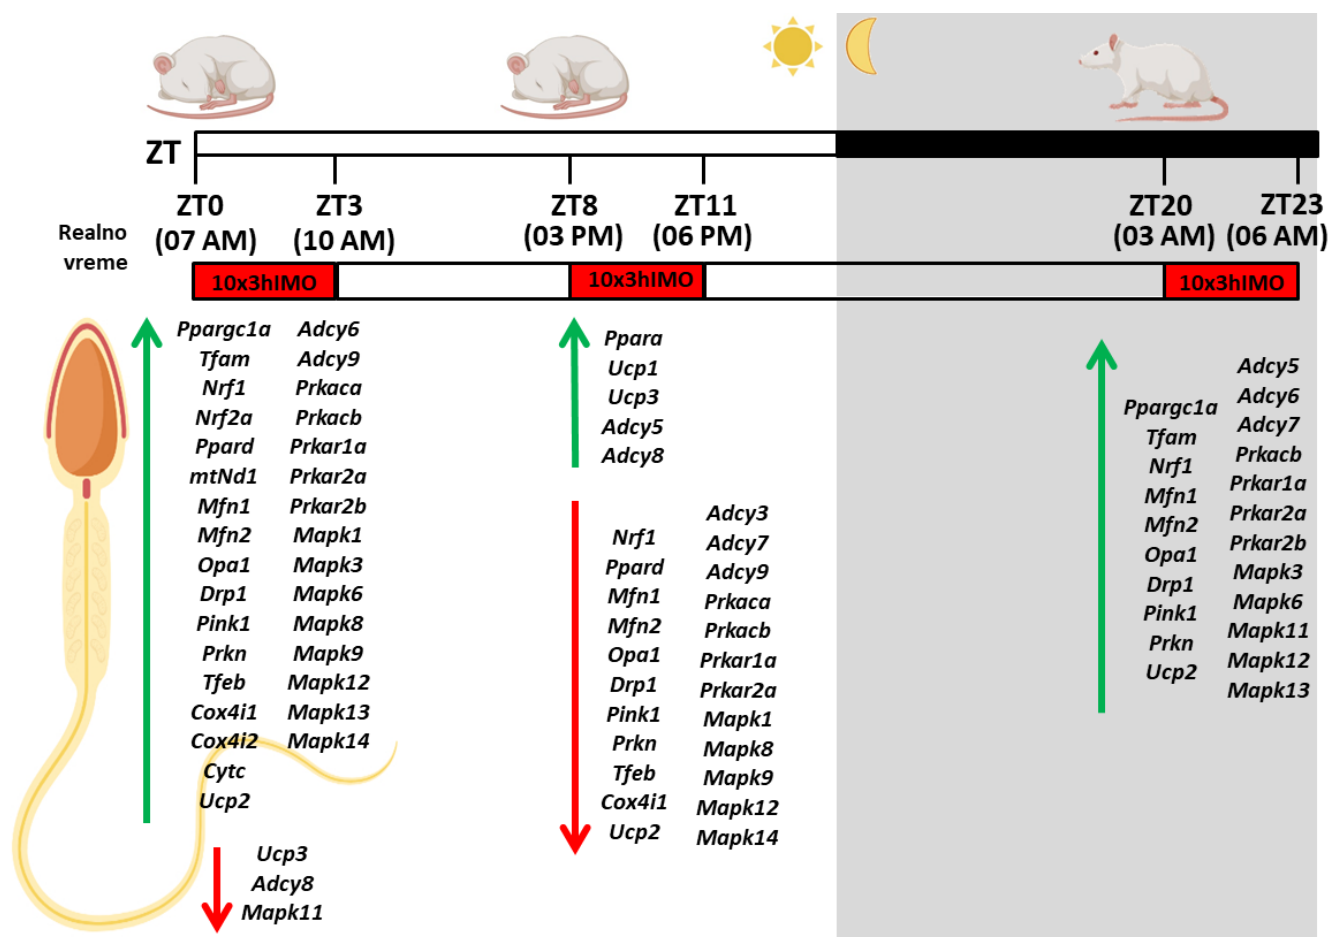 ZT
ZT0 ZT3 ZT8 ZT11 ZT20 ZT23
Realno vreme
(07 AM) (10 AM) (03 PM) (06 PM) (03 AM) (06 AM)
10x3hIMO 10x3hIMO 10x3hIMO
Ppargc1a
Tfam
Nrf1
Nrf2a
Ppard
mtNd1
Mfn1
Mfn2
Opa1
Drp1
Pink1
Prkn
Tfeb
Cox4i1
Cox4i2
Cytc
Ucp2
Adcy6
Adcy9
Prkaca
Prkacb
Prkar1a
Prkar2a
Prkar2b
Mapk1
Mapk3
Mapk6
Mapk8
Mapk9
Mapk12
Mapk13
Mapk14
Ucp3
Adcy8
Mapk11
Ppara
Ucp1
Ucp3
Adcy5
Adcy8
Nrf1
Ppard
Mfn1
Mfn2
Opa1
Drp1
Pink1
Prkn
Tfeb
Cox4i1
Ucp2
Adcy3
Adcy7
Adcy9
Prkaca
Prkacb
Prkar1a
Prkar2a
Mapk1
Mapk8
Mapk9
Mapk12
Mapk14
Ppargc1a
Tfam
Nrf1
Mfn1
Mfn2
Opa1
Drp1
Pink1
Prkn
Ucp2
Adcy5
Adcy6
Adcy7
Prkacb
Prkar1a
Prkar2a
Prkar2b
Mapk3
Mapk6
Mapk11
Mapk12
Mapk13